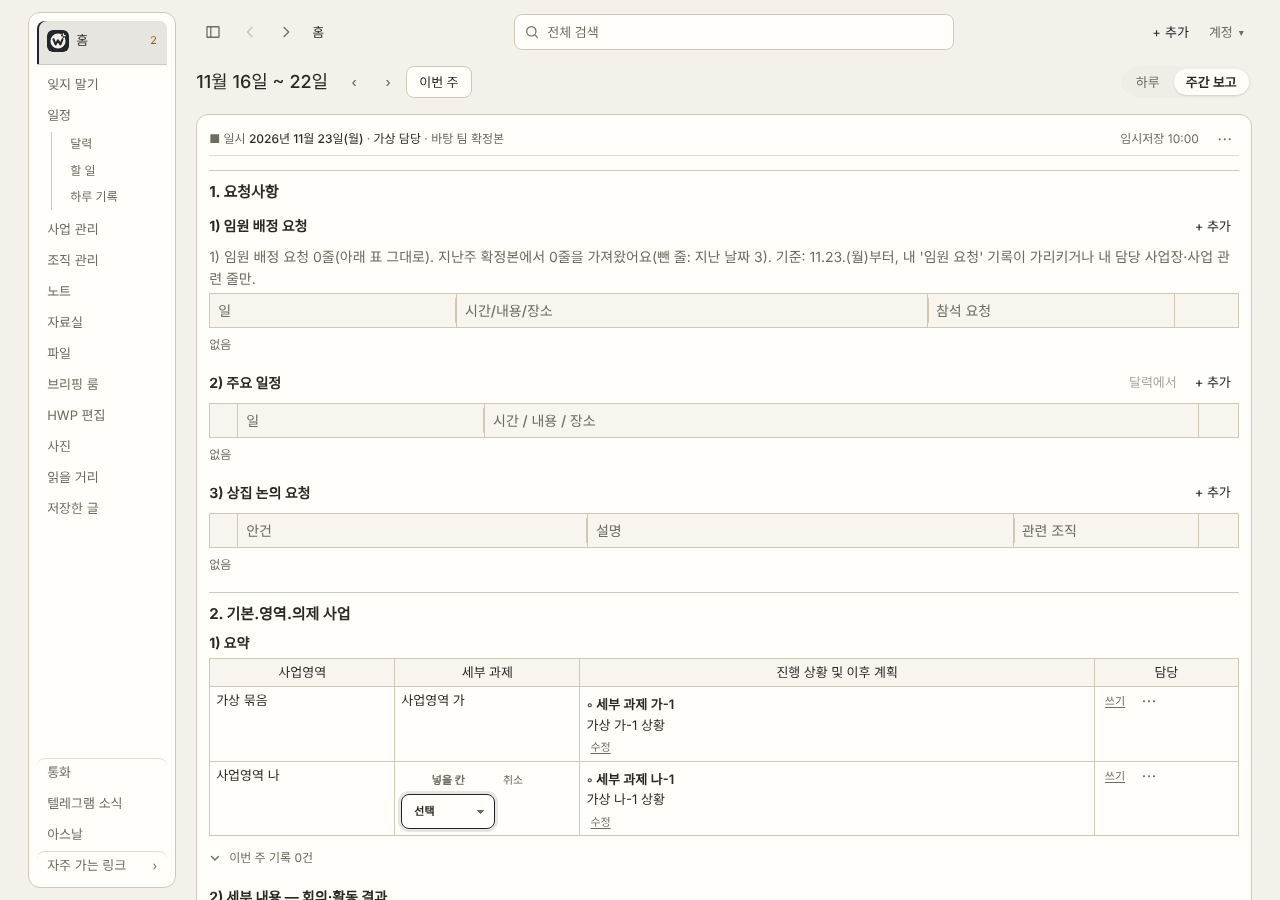 홈 2
잊지 말기
일정
달력
할 일
하루 기록
사업 관리
조직 관리
노트
자료실
파일
브리핑 룸
HWP 편집
사진
읽을 거리
저장한 글
통화
텔레그램 소식
아스날
자주 가는 링크 ›
홈
전체 검색
+ 추가 계정 ▾
11월 16일 ~ 22일 ‹ › 이번 주
하루 주간 보고
■ 일시 2026년 11월 23일(월) · 가상 담당 · 바탕 팀 확정본
임시저장 10:00 ···
1. 요청사항
1) 임원 배정 요청 + 추가
1) 임원 배정 요청 0줄(아래 표 그대로). 지난주 확정본에서 0줄을 가져왔어요(뺀 줄: 지난 날짜 3). 기준: 11.23.(월)부터, 내 '임원 요청' 기록이 가리키거나 내 담당 사업장·사업 관
련 줄만.
일 시간/내용/장소 참석 요청
없음
2) 주요 일정 달력에서 + 추가
일 시간 / 내용 / 장소
없음
3) 상집 논의 요청 + 추가
안건 설명 관련 조직
없음
2. 기본.영역.의제 사업
1) 요약
사업영역 세부 과제 진행 상황 및 이후 계획 담당
가상 묶음 사업영역 가 ∘ 세부 과제 가-1 쓰기 ···
가상 가-1 상황
수정
사업영역 나 넣을 칸 취소 ∘ 세부 과제 나-1 쓰기 ···
선택 가상 나-1 상황
수정
이번 주 기록 0건
2) 세부 내용 — 회의·활동 결과